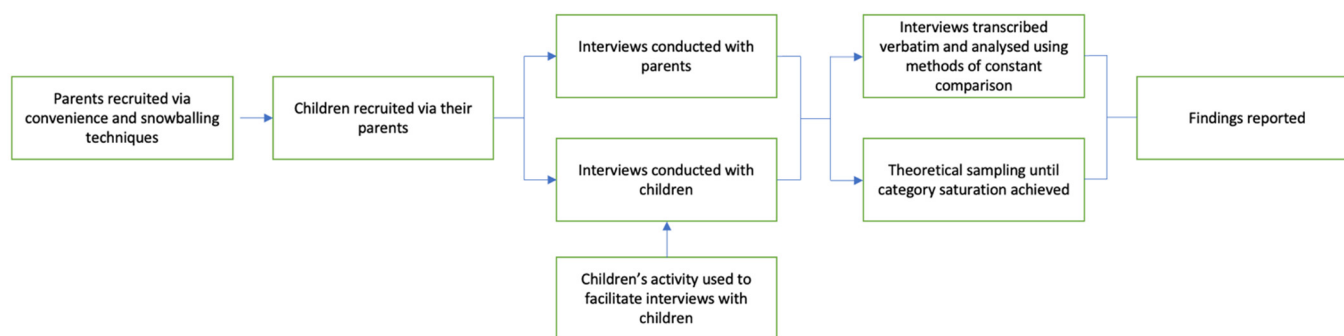 Parents recruited via
convenience and snowballing
techniques
Children recruited via their
parents
Interviews conducted with
parents
Interviews conducted with
children
Children’s activity used to
facilitate interviews with
children
Interviews transcribed
verbatim and analysed using
methods of constant
comparison
Theoretical sampling until
category saturation achieved
Findings reported